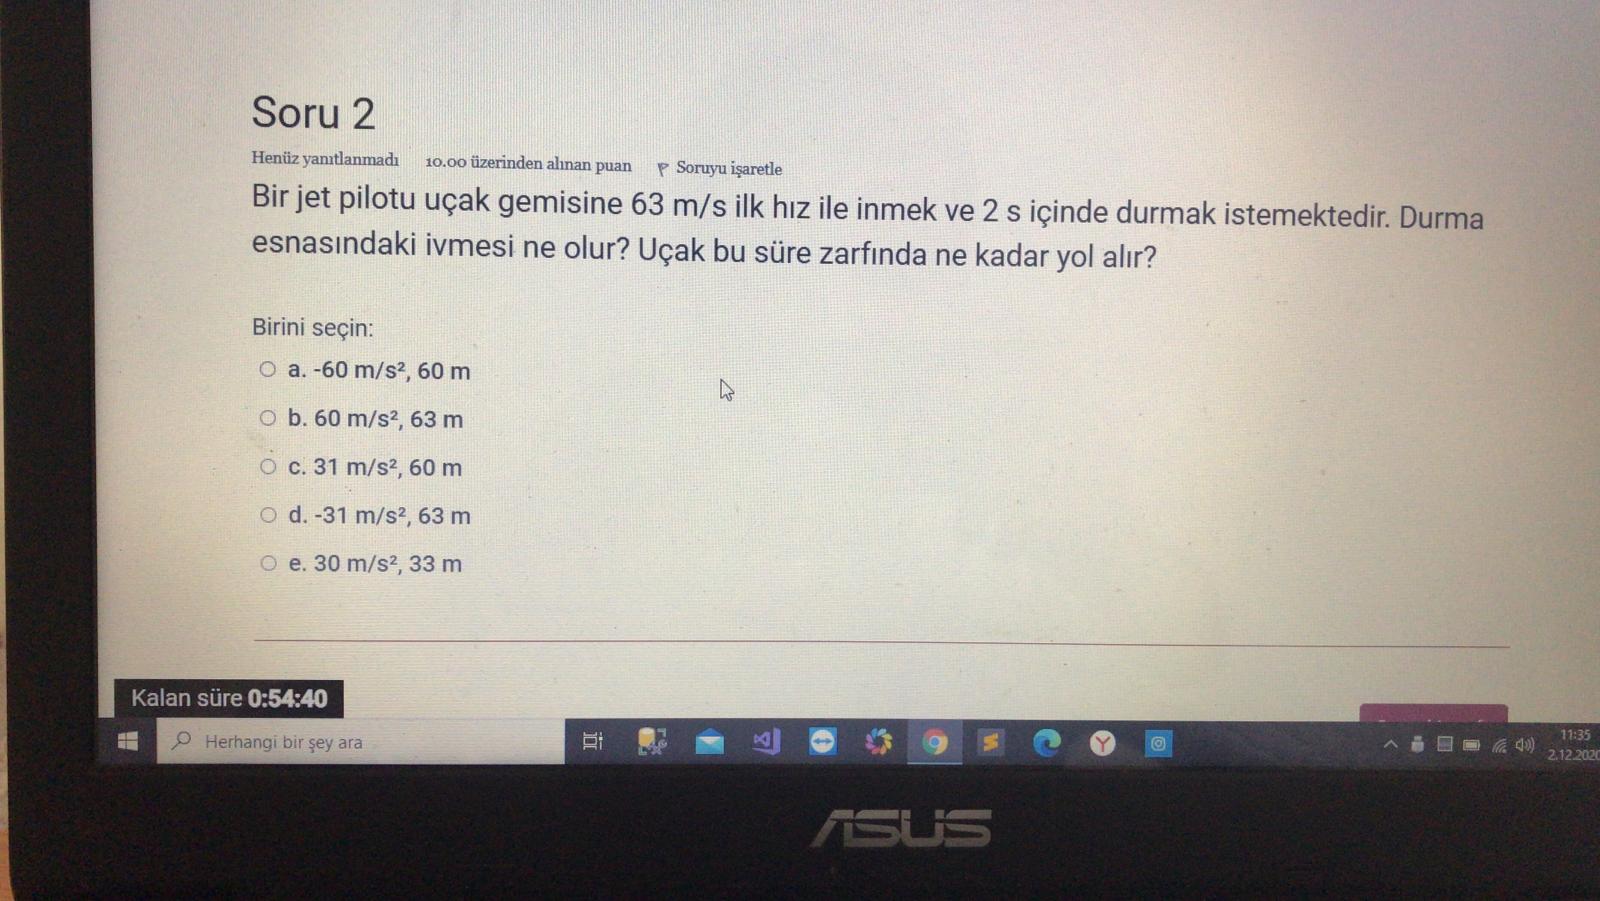 Soru 2
Henüz yanıtlanmadı 10.00 üzerinden alınan puan Soruyu işaretle
Bir jet pilotu uçak gemisine 63 m/s ilk hız ile inmek ve 2 s içinde durmak istemektedir. Durma
esnasındaki ivmesi ne olur? Uçak bu süre zarfında ne kadar yol alır?
Birini seçin:
a. -60 m/s², 60 m
b. 60 m/s², 63 m
c. 31 m/s², 60 m
d. -31 m/s², 63 m
e. 30 m/s², 33 m
Kalan süre 0:54:40
Herhangi bir şey ara
11:35
2.12.2020
ASUS